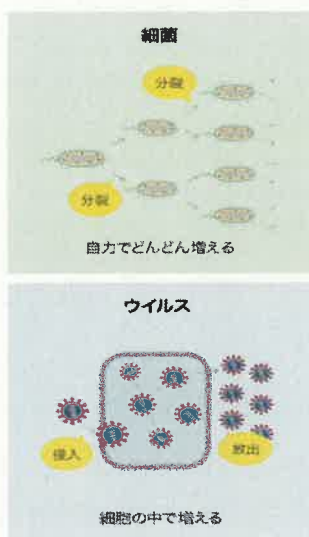 細菌
分裂
分裂
自力でどんどん増える
ウイルス
侵入
放出
細胞の中で増える